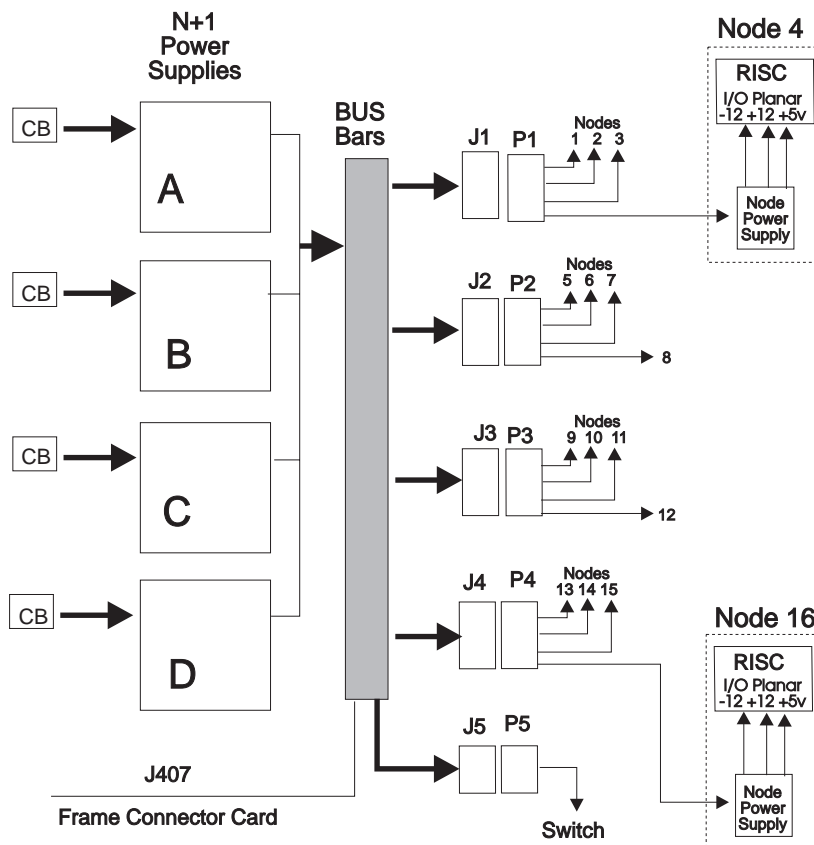 N+1
Power
Supplies
CB
A
CB
B
CB
C
CB
D
BUS
Bars
J1 P1
Nodes
1 2 3
Node 4
RISC
I/O Planar
-12 +12 +5v
Node
Power
Supply
J2 P2
Nodes
5 6 7
8
J3 P3
Nodes
9 10 11
12
J4 P4
Nodes
13 14 15
Node 16
RISC
I/O Planar
-12 +12 +5v
Node
Power
Supply
J5 P5
Switch
J407
Frame Connector Card